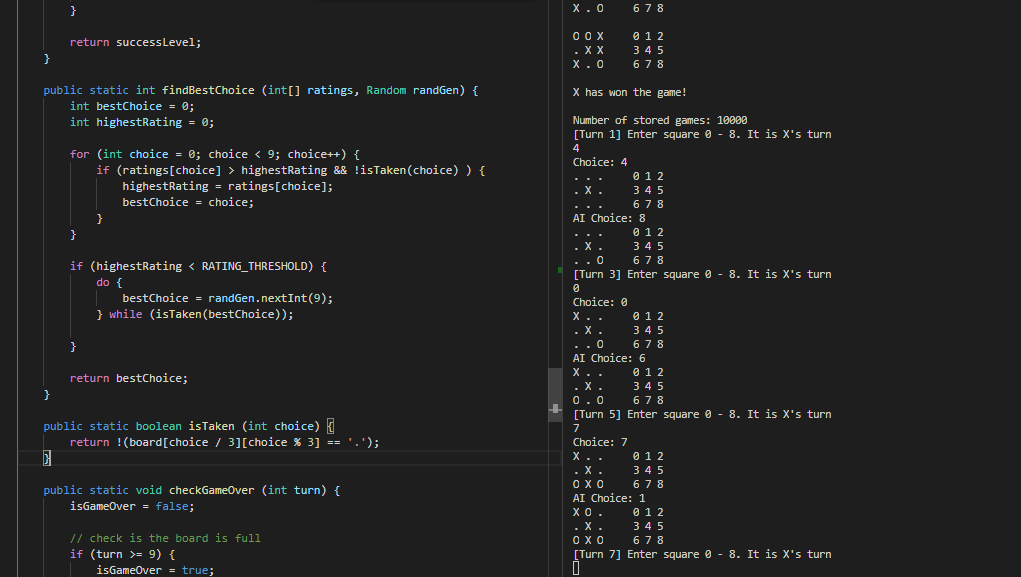 }
return successLevel;
}
public static int findBestChoice (int[] ratings, Random randGen) {
int bestChoice = 0;
int highestRating = 0;
for (int choice = 0; choice < 9; choice++) {
if (ratings[choice] > highestRating && !isTaken(choice) ) {
highestRating = ratings[choice];
bestChoice = choice;
}
}
if (highestRating < RATING_THRESHOLD) {
do {
bestChoice = randGen.nextInt(9);
} while (isTaken(bestChoice));
}
return bestChoice;
}
public static boolean isTaken (int choice) {
return !(board[choice / 3][choice % 3] == '.');
}
public static void checkGameOver (int turn) {
isGameOver = false;
// check is the board is full
if (turn >= 9) {
isGameOver = true;
X . O 6 7 8
O O X 0 1 2
. X X 3 4 5
X . O 6 7 8
X has won the game!
Number of stored games: 10000
[Turn 1] Enter square 0 - 8. It is X's turn
4
Choice: 4
. . . 0 1 2
. X . 3 4 5
. . . 6 7 8
AI Choice: 8
. . . 0 1 2
. X . 3 4 5
. . O 6 7 8
[Turn 3] Enter square 0 - 8. It is X's turn
0
Choice: 0
X . . 0 1 2
. X . 3 4 5
. . O 6 7 8
AI Choice: 6
X . . 0 1 2
. X . 3 4 5
O . O 6 7 8
[Turn 5] Enter square 0 - 8. It is X's turn
7
Choice: 7
X . . 0 1 2
. X . 3 4 5
O X O 6 7 8
AI Choice: 1
X O . 0 1 2
. X . 3 4 5
O X O 6 7 8
[Turn 7] Enter square 0 - 8. It is X's turn